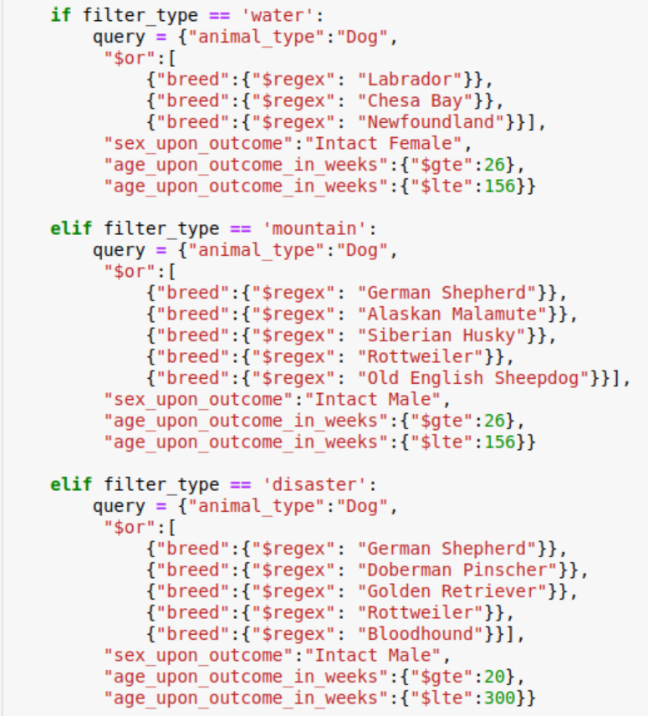 if filter_type == 'water':
    query = {"animal_type":"Dog",
     "$or":[
         {"breed":{"$regex": "Labrador"}},
         {"breed":{"$regex": "Chesa Bay"}},
         {"breed":{"$regex": "Newfoundland"}}],
     "sex_upon_outcome":"Intact Female",
     "age_upon_outcome_in_weeks":{"$gte":26},
     "age_upon_outcome_in_weeks":{"$lte":156}}

elif filter_type == 'mountain':
    query = {"animal_type":"Dog",
     "$or":[
         {"breed":{"$regex": "German Shepherd"}},
         {"breed":{"$regex": "Alaskan Malamute"}},
         {"breed":{"$regex": "Siberian Husky"}},
         {"breed":{"$regex": "Rottweiler"}},
         {"breed":{"$regex": "Old English Sheepdog"}}],
     "sex_upon_outcome":"Intact Male",
     "age_upon_outcome_in_weeks":{"$gte":26},
     "age_upon_outcome_in_weeks":{"$lte":156}}

elif filter_type == 'disaster':
    query = {"animal_type":"Dog",
     "$or":[
         {"breed":{"$regex": "German Shepherd"}},
         {"breed":{"$regex": "Doberman Pinscher"}},
         {"breed":{"$regex": "Golden Retriever"}},
         {"breed":{"$regex": "Rottweiler"}},
         {"breed":{"$regex": "Bloodhound"}}],
     "sex_upon_outcome":"Intact Male",
     "age_upon_outcome_in_weeks":{"$gte":20},
     "age_upon_outcome_in_weeks":{"$lte":300}}